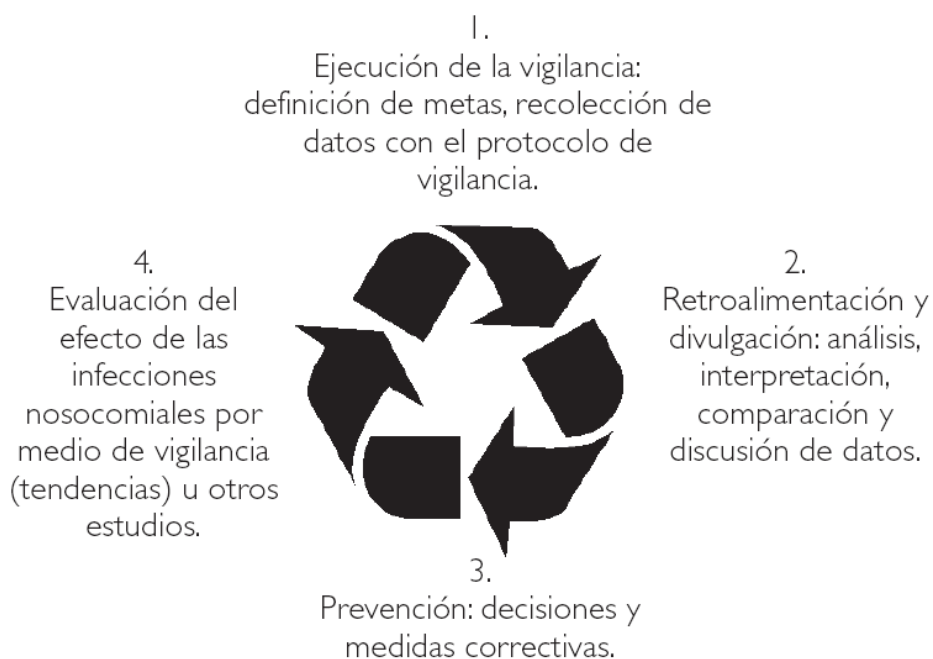 1.
Ejecución de la vigilancia:
definición de metas, recolección de
datos con el protocolo de
vigilancia.
2.
Retroalimentación y
divulgación: análisis,
interpretación,
comparación y
discusión de datos.
3.
Prevención: decisiones y
medidas correctivas.
4.
Evaluación del
efecto de las
infecciones
nosocomiales por
medio de vigilancia
(tendencias) u otros
estudios.